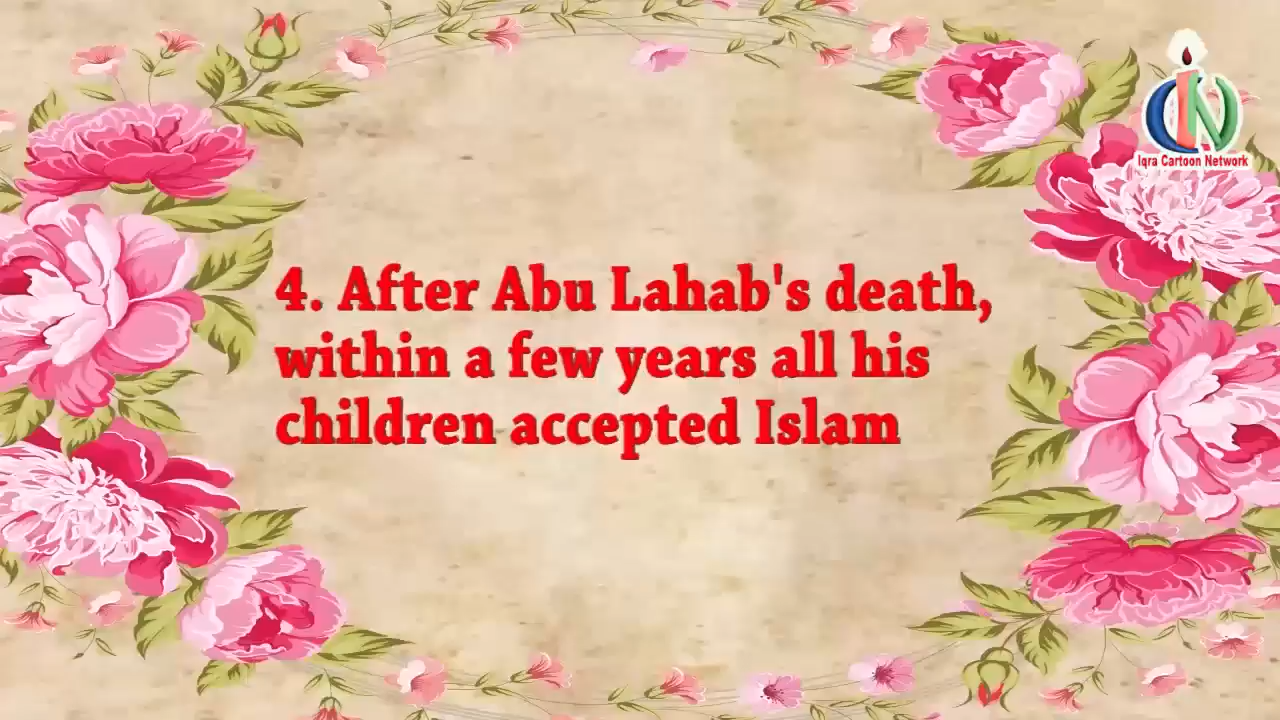 Iqra Cartoon Network
4. After Abu Lahab's death,
within a few years all his
children accepted Islam